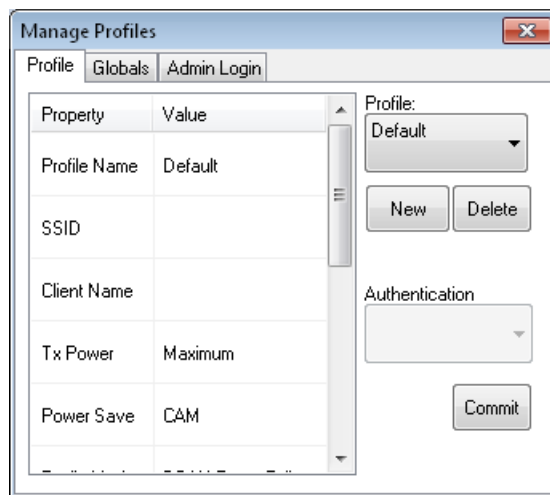 Manage Profiles
Profile Globals Admin Login
Property Value
Profile Name Default
SSID
Client Name
Tx Power Maximum
Power Save CAM
Profile:
Default
New Delete
Authentication
Commit